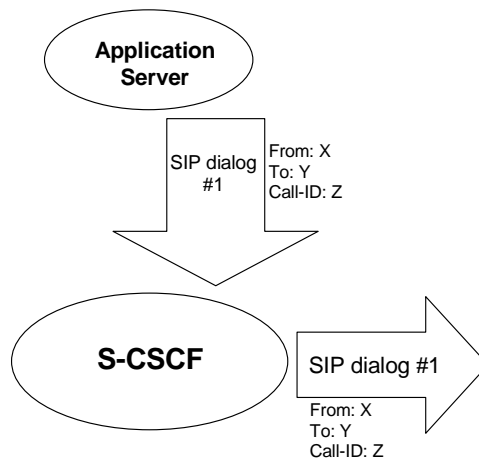 Application
Server
SIP dialog
#1
From: X
To: Y
Call-ID: Z
S-CSCF
SIP dialog #1
From: X
To: Y
Call-ID: Z